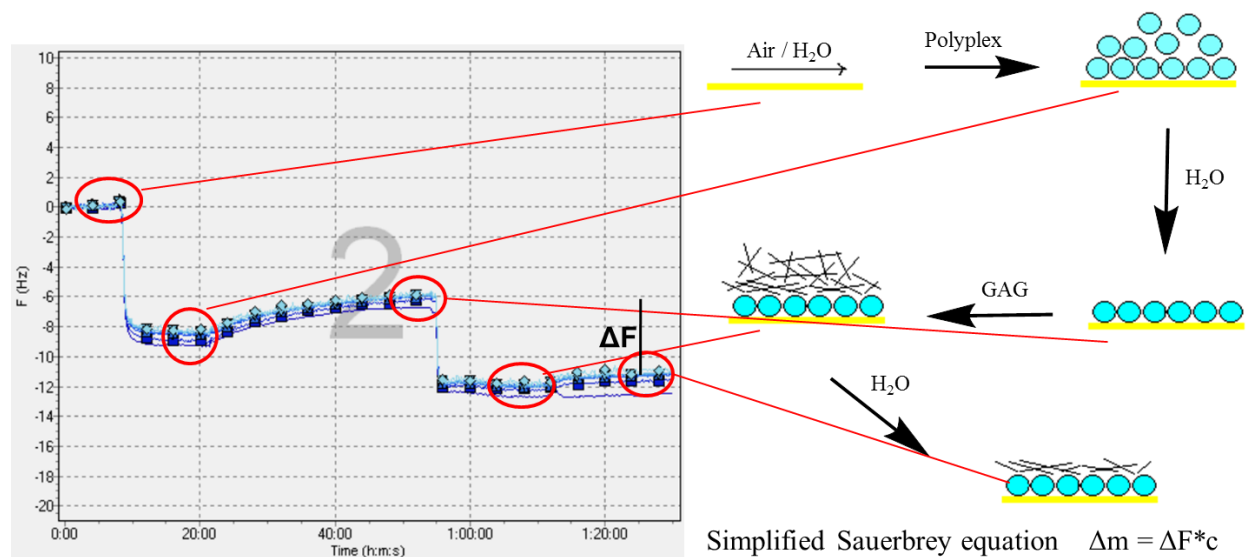 10
8
6
4
2
0
-2
-4
-6
-8
-10
-12
-14
-16
-18
-20
F (Hz)
2
ΔF
0:00
20:00
40:00
1:00:00
1:20:00
Time (h:m:s)
Air / H₂O
Polyplex
H₂O
GAG
H₂O
Simplified Sauerbrey equation Δm = ΔF*c